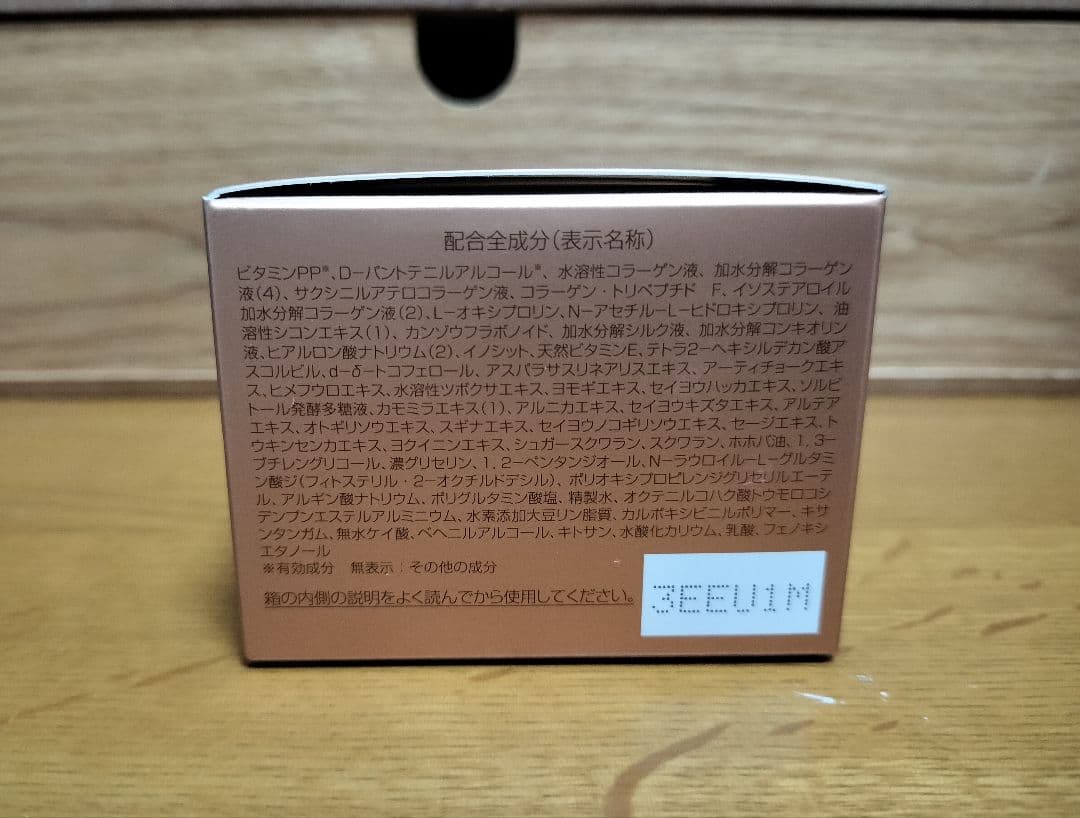 配合全成分(表示名称)
ビタミンPP※、D-パントテニルアルコール※、水溶性コラーゲン液、加水分解コラーゲン
液(4)、サクシニルアテロコラーゲン液、コラーゲン・トリペプチド F、イソステアロイル
加水分解コラーゲン液(2)、L-オキシプロリン、N-アセチル-L-ヒドロキシプロリン、油
溶性シコンエキス(1)、カンゾウフラボノイド、加水分解シルク液、加水分解コンキオリン
液、ヒアルロン酸ナトリウム(2)、イノシット、天然ビタミンE、テトラ2-ヘキシルデカン酸ア
スコルビル、d-δ-トコフェロール、アスパラサスリネアリスエキス、アーティチョークエキ
ス、ヒメフウロエキス、水溶性ツボクサエキス、ヨモギエキス、セイヨウハッカエキス、ソルビ
トール発酵多糖液、カモミラエキス(1)、アルニカエキス、セイヨウキズタエキス、アルテア
エキス、オトギリソウエキス、スギナエキス、セイヨウノコギリソウエキス、セージエキス、ト
ウキンセンカエキス、ヨクイニンエキス、シュガースクワラン、スクワラン、ホホバ油、1,3-
ブチレングリコール、濃グリセリン、1,2-ペンタンジオール、N-ラウロイル-L-グルタミ
ン酸ジ(フィトステリル・2-オクチルドデシル)、ポリオキシプロピレンジグリセリルエーテ
ル、アルギン酸ナトリウム、ポリグルタミン酸塩、精製水、オクテニルコハク酸トウモロコシ
デンプンエステルアルミニウム、水素添加大豆リン脂質、カルボキシビニルポリマー、キサ
ンタンガム、無水ケイ酸、ベヘニルアルコール、キトサン、水酸化カリウム、乳酸、フェノキシ
エタノール
※有効成分 無表示:その他の成分
箱の内側の説明をよく読んでから使用してください。
3EEU1M